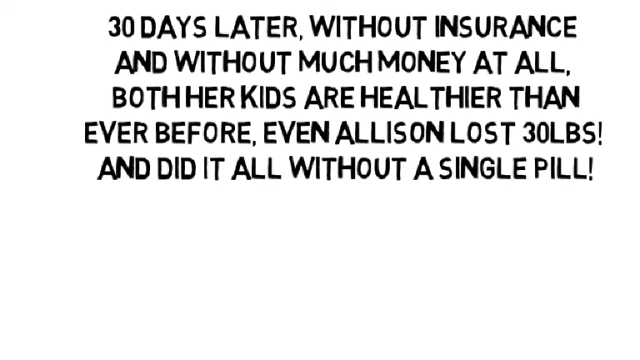 30 DAYS LATER, WITHOUT INSURANCE
AND WITHOUT MUCH MONEY AT ALL,
BOTH HER KIDS ARE HEALTHIER THAN
EVER BEFORE, EVEN ALLISON LOST 30LBS!
AND DID IT ALL WITHOUT A SINGLE PILL!